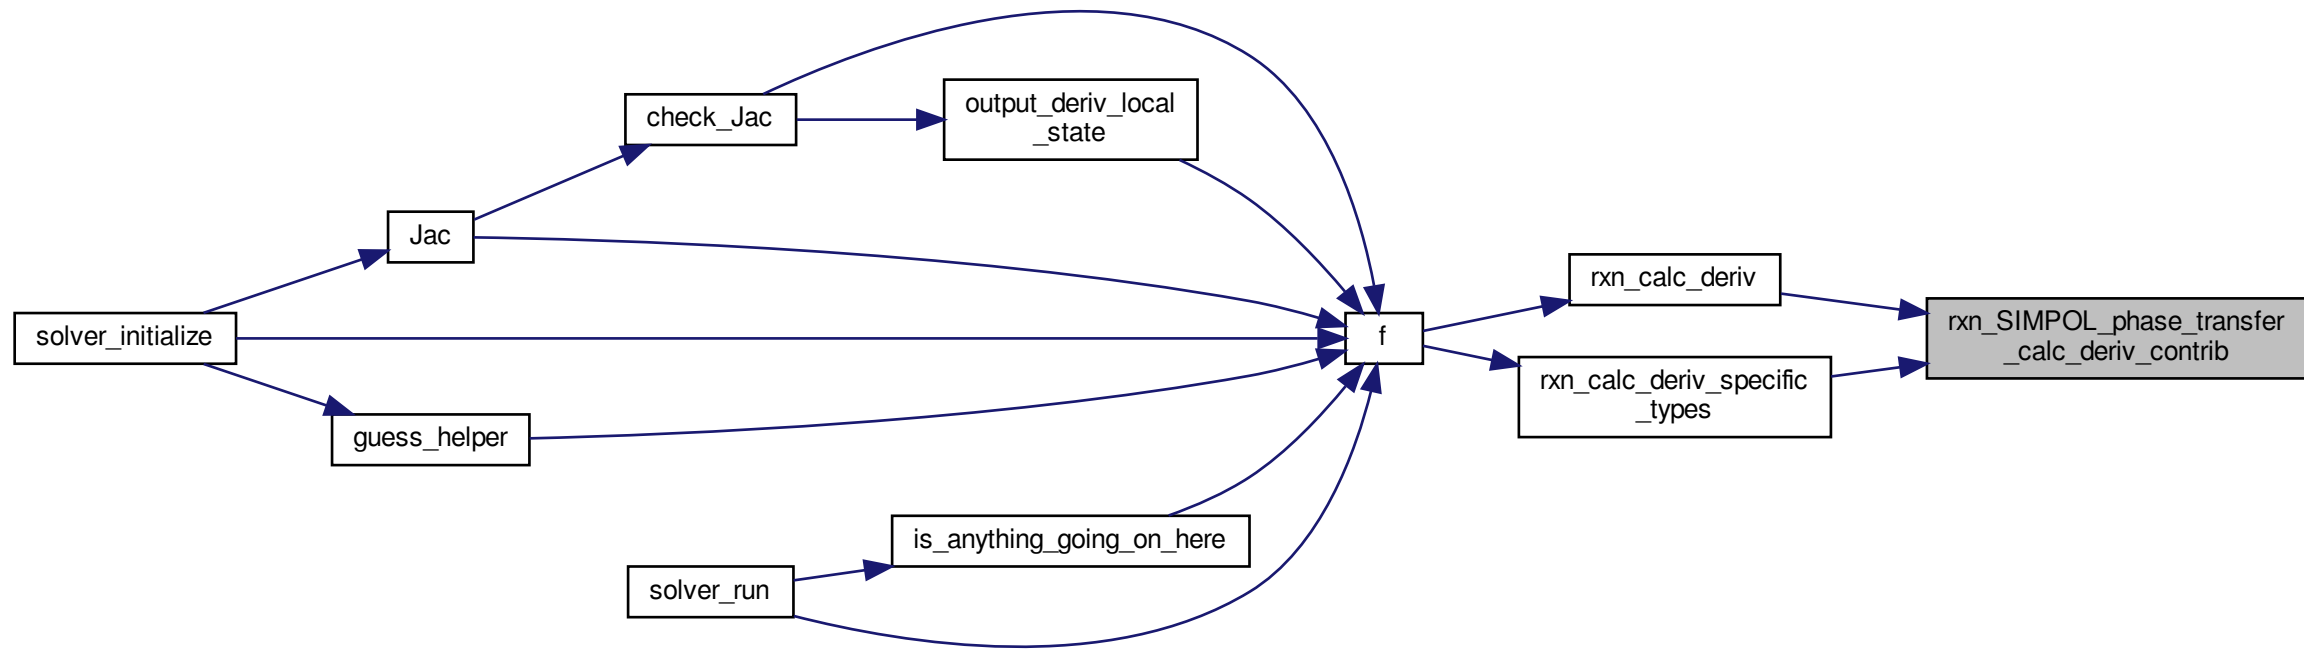 check_Jac
output_deriv_local
_state
Jac
solver_initialize
guess_helper
is_anything_going_on_here
solver_run
f
rxn_calc_deriv
rxn_calc_deriv_specific
_types
rxn_SIMPOL_phase_transfer
_calc_deriv_contrib